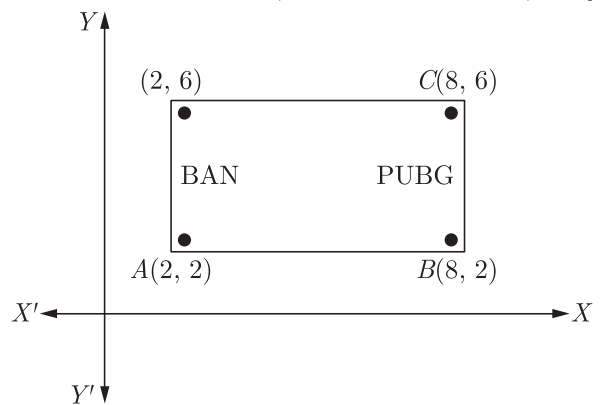 Y
(2, 6) C(8, 6)
BAN PUBG
A(2, 2) B(8, 2)
X′ X
Y′